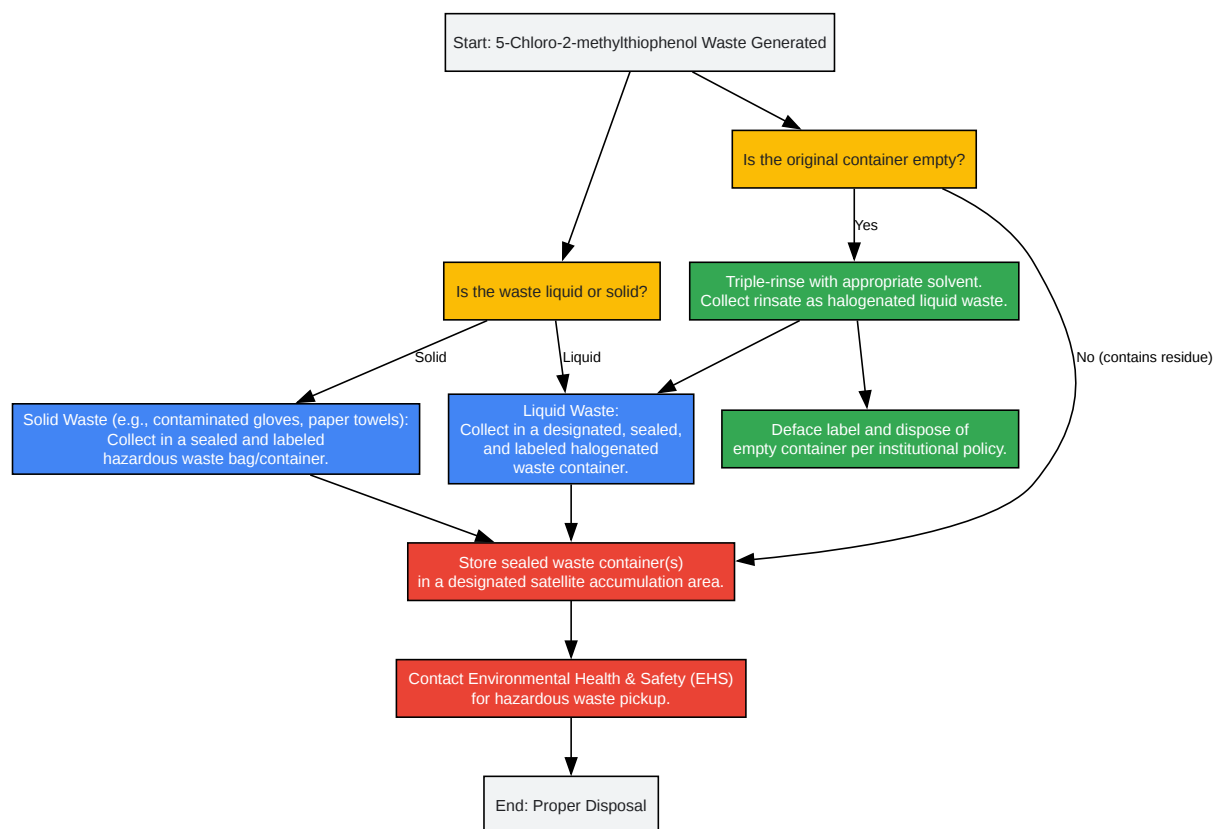 Start: 5-Chloro-2-methylthiophenol Waste Generated
Is the original container empty?
Yes
Is the waste liquid or solid?
Triple-rinse with appropriate solvent.
Collect rinsate as halogenated liquid waste.
Solid
Liquid
No (contains residue)
Solid Waste (e.g., contaminated gloves, paper towels):
Collect in a sealed and labeled
hazardous waste bag/container.
Liquid Waste:
Collect in a designated, sealed,
and labeled halogenated
waste container.
Deface label and dispose of
empty container per institutional policy.
Store sealed waste container(s)
in a designated satellite accumulation area.
Contact Environmental Health & Safety (EHS)
for hazardous waste pickup.
End: Proper Disposal